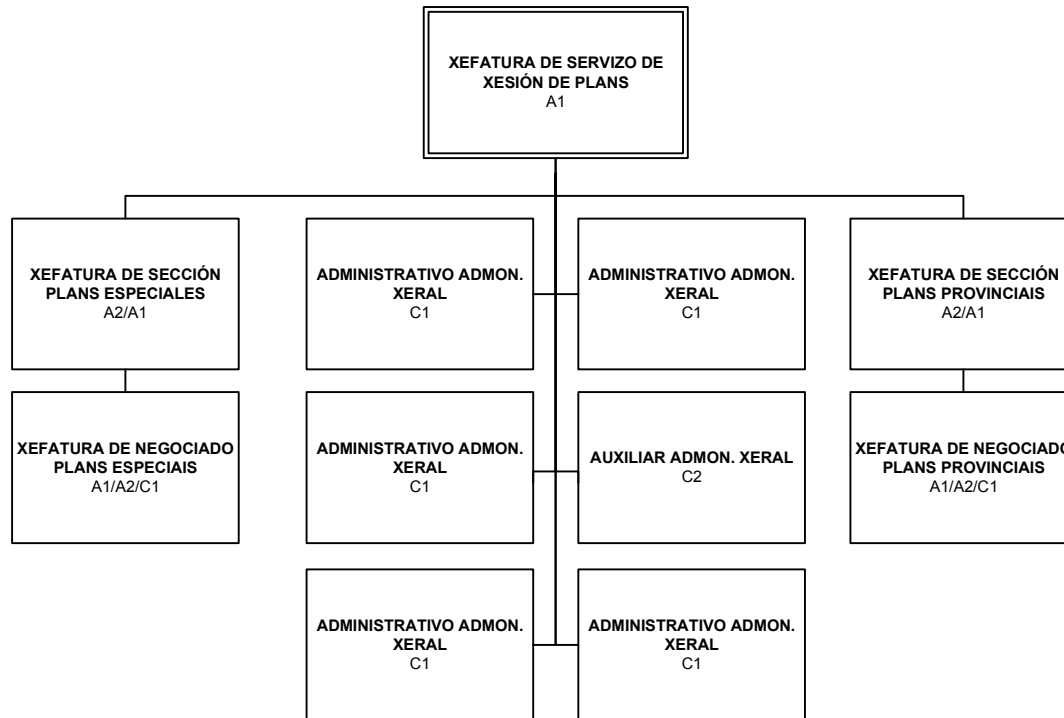 XEFATURA DE SERVIZO DE
XESIÓN DE PLANS
A1
XEFATURA DE SECCIÓN
PLANS ESPECIALES
A2/A1
ADMINISTRATIVO ADMON.
XERAL
C1
ADMINISTRATIVO ADMON.
XERAL
C1
XEFATURA DE SECCIÓN
PLANS PROVINCIAIS
A2/A1
XEFATURA DE NEGOCIADO
PLANS ESPECIAIS
A1/A2/C1
ADMINISTRATIVO ADMON.
XERAL
C1
AUXILIAR ADMON. XERAL
C2
XEFATURA DE NEGOCIADO
PLANS PROVINCIAIS
A1/A2/C1
ADMINISTRATIVO ADMON.
XERAL
C1
ADMINISTRATIVO ADMON.
XERAL
C1